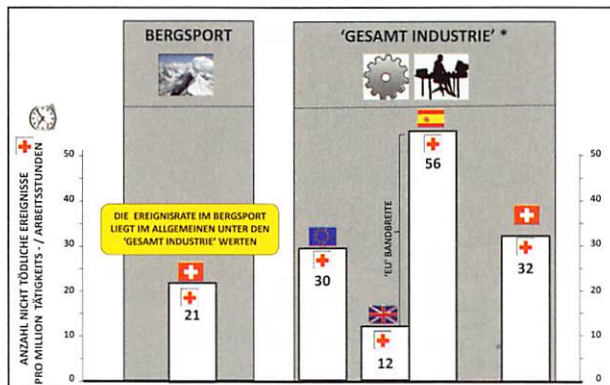 BERGSPORT
'GESAMT INDUSTRIE' *
ANZAHL NICHT TÖDLICHE EREIGNISSE
PRO MILLION TÄTIGKEITS - / ARBEITSSTUNDEN
50
40
30
20
10
0
DIE EREIGNISRATE IM BERGSPORT
LIEGT IM ALLGEMEINEN UNTER DEN
'GESAMT INDUSTRIE' WERTEN
21
30
12
'EU' BANDBREITE
56
32
50
40
30
20
10
0